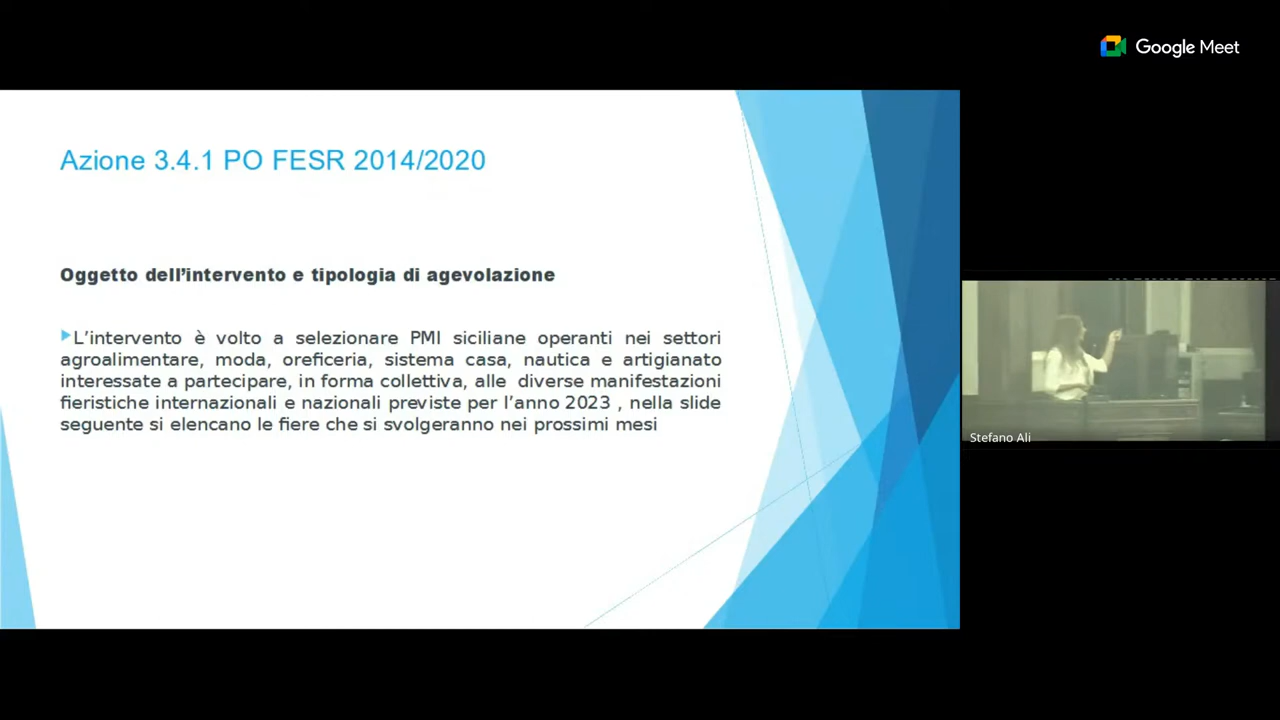 Google Meet
Azione 3.4.1 PO FESR 2014/2020
Oggetto dell’intervento e tipologia di agevolazione
L’intervento è volto a selezionare PMI siciliane operanti nei settori
agroalimentare, moda, oreficeria, sistema casa, nautica e artigianato
interessate a partecipare, in forma collettiva, alle diverse manifestazioni
fieristiche internazionali e nazionali previste per l’anno 2023 , nella slide
seguente si elencano le fiere che si svolgeranno nei prossimi mesi
Stefano Ali